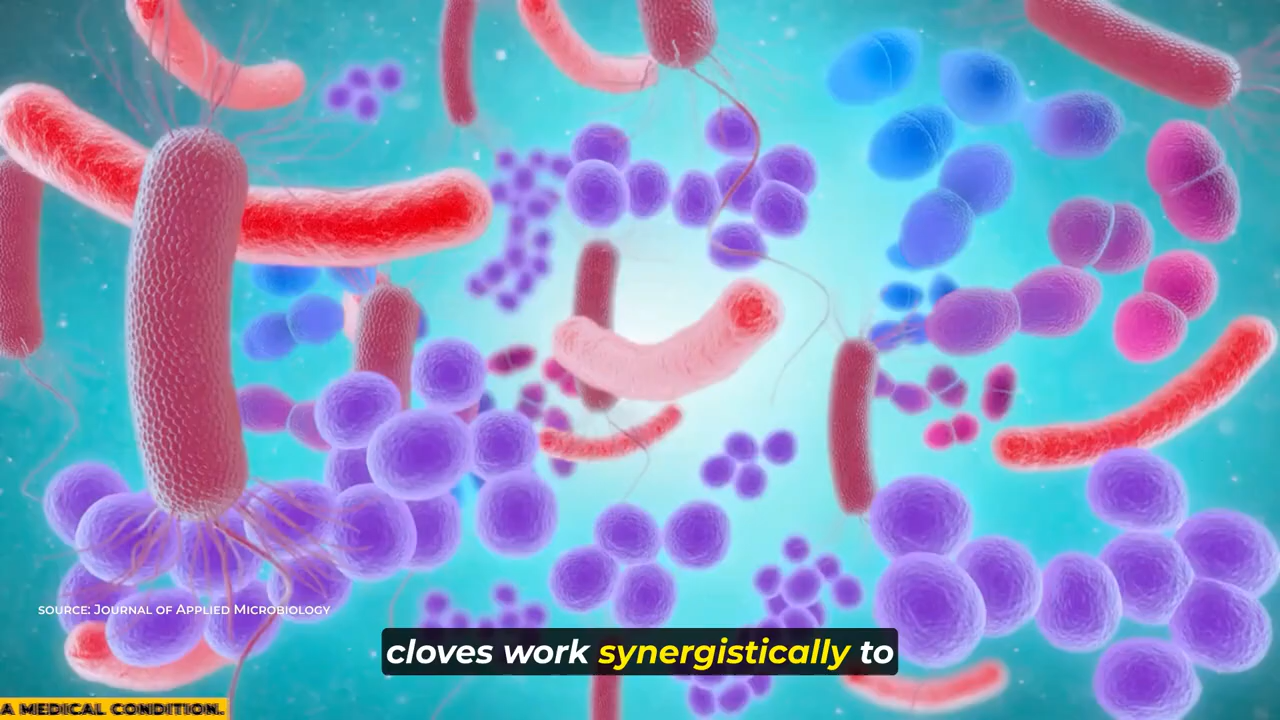 SOURCE: JOURNAL OF APPLIED MICROBIOLOGY
cloves work synergistically to
A MEDICAL CONDITION.